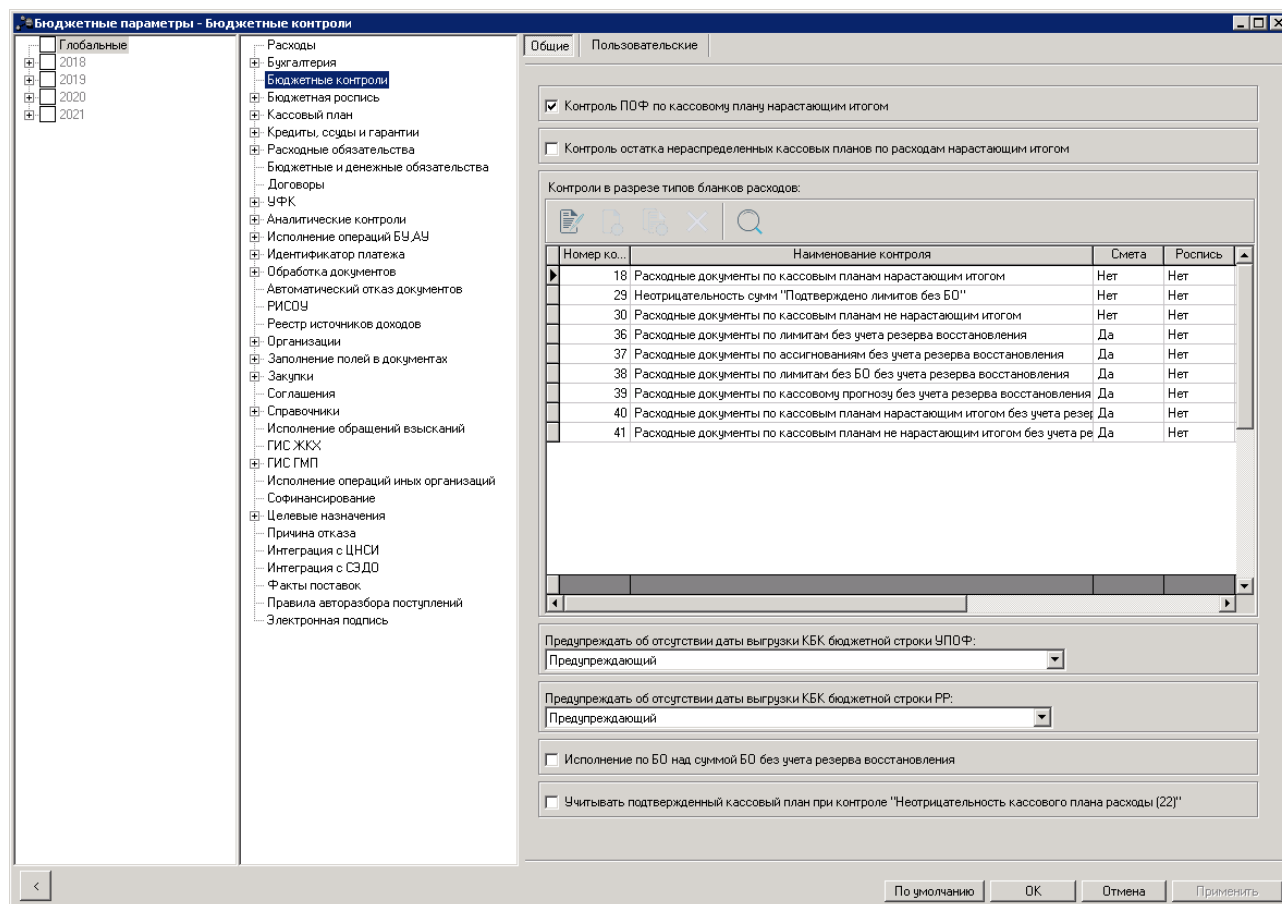 Бюджетные параметры - Бюджетные контроли
Глобальные
2018
2019
2020
2021
Расходы
Бухгалтерия
Бюджетные контроли
Бюджетная роспись
Кассовый план
Кредиты, ссуды и гарантии
Расходные обязательства
Бюджетные и денежные обязательства
Договоры
УФК
Аналитические контроли
Исполнение операций БУ,АУ
Идентификатор платежа
Обработка документов
Автоматический отказ документов
РИСОУ
Реестр источников доходов
Организации
Заполнение полей в документах
Закупки
Соглашения
Справочники
Исполнение обращений взысканий
ГИС ЖКХ
ГИС ГМП
Исполнение операций иных организаций
Софинансирование
Целевые назначения
Причина отказа
Интеграция с ЦНСИ
Интеграция с СЭДО
Факты поставок
Правила авторазбора поступлений
Электронная подпись
Общие Пользовательские
Контроль ПОФ по кассовому плану нарастающим итогом
Контроль остатка нераспределенных кассовых планов по расходам нарастающим итогом
Контроли в разрезе типов бланков расходов:
Номер ко... Наименование контроля Смета Роспись
18 Расходные документы по кассовым планам нарастающим итогом Нет Нет
29 Неотрицательность сумм "Подтверждено лимитов без БО" Нет Нет
30 Расходные документы по кассовым планам не нарастающим итогом Нет Нет
36 Расходные документы по лимитам без учета резерва восстановления Да Нет
37 Расходные документы по ассигнованиям без учета резерва восстановления Да Нет
38 Расходные документы по лимитам без БО без учета резерва восстановления Да Нет
39 Расходные документы по кассовому прогнозу без учета резерва восстановления Да Нет
40 Расходные документы по кассовым планам нарастающим итогом без учета резер Да Нет
41 Расходные документы по кассовым планам не нарастающим итогом без учета ре Да Нет
Предупреждать об отсутствии даты выгрузки КБК бюджетной строки УПОФ:
Предупреждающий
Предупреждать об отсутствии даты выгрузки КБК бюджетной строки РР:
Предупреждающий
Исполнение по БО над суммой БО без учета резерва восстановления
Учитывать подтвержденный кассовый план при контроле "Неотрицательность кассового плана расходы (22)"
< По умолчанию OK Отмена Применить